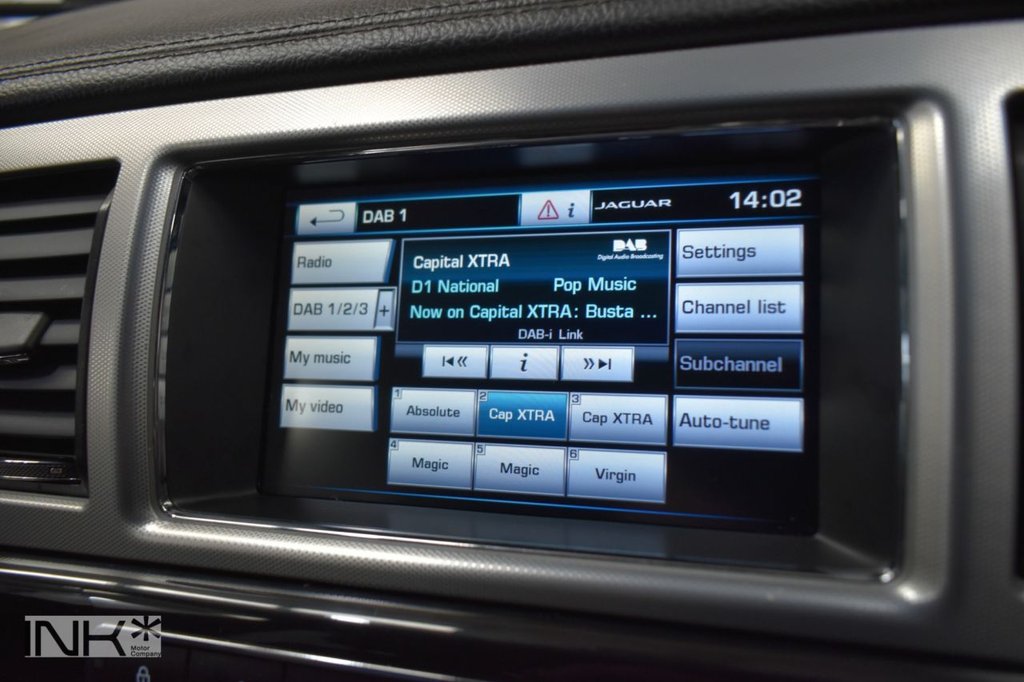 DAB 1 i JAGUAR 14:02
Radio
DAB 1/2/3 +
My music
My video
DAB
Digital Audio Broadcasting
Capital XTRA
D1 National Pop Music
Now on Capital XTRA: Busta ...
DAB-i Link
i
Settings
Channel list
Subchannel
Auto-tune
1 Absolute
2 Cap XTRA
3 Cap XTRA
4 Magic
5 Magic
6 Virgin
INK*
Motor
Company